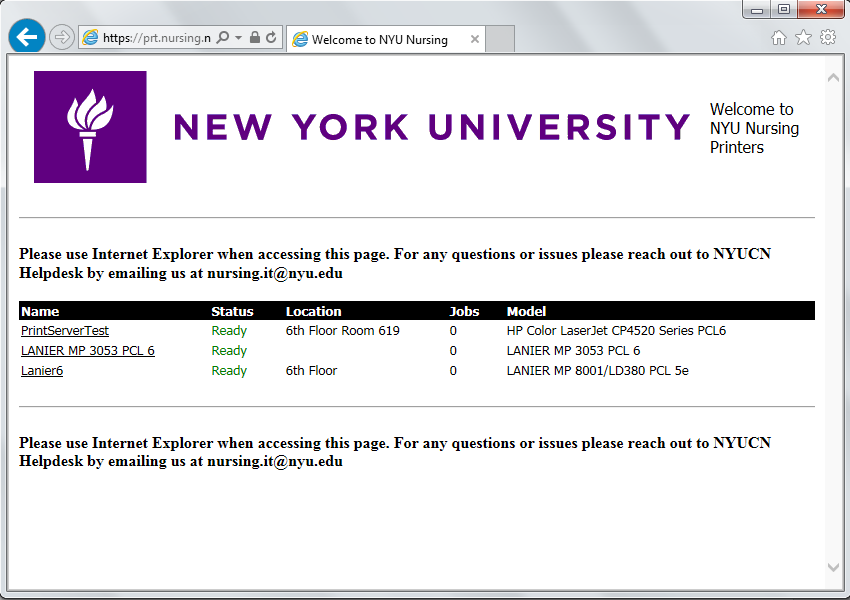 https://prt.nursing.n
Welcome to NYU Nursing
NEW YORK UNIVERSITY
Welcome to
NYU Nursing
Printers
Please use Internet Explorer when accessing this page. For any questions or issues please reach out to NYUCN
Helpdesk by emailing us at nursing.it@nyu.edu
Name Status Location Jobs Model
PrintServerTest Ready 6th Floor Room 619 0 HP Color LaserJet CP4520 Series PCL6
LANIER MP 3053 PCL 6 Ready 0 LANIER MP 3053 PCL 6
Lanier6 Ready 6th Floor 0 LANIER MP 8001/LD380 PCL 5e
Please use Internet Explorer when accessing this page. For any questions or issues please reach out to NYUCN
Helpdesk by emailing us at nursing.it@nyu.edu